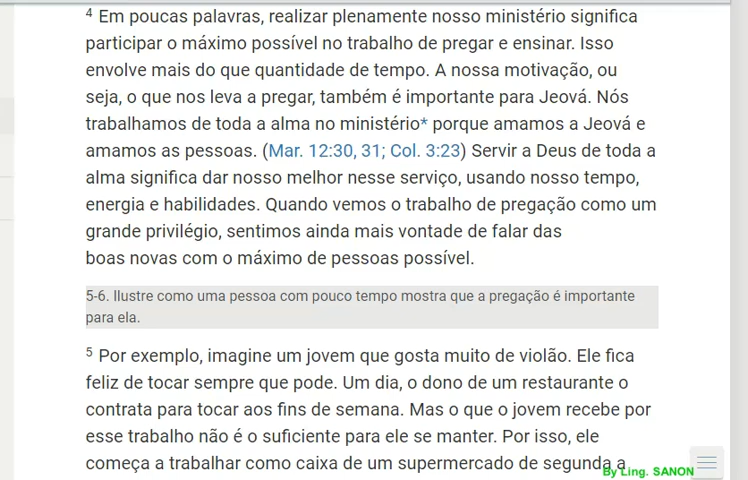 4 Em poucas palavras, realizar plenamente nosso ministério significa
participar o máximo possível no trabalho de pregar e ensinar. Isso
envolve mais do que quantidade de tempo. A nossa motivação, ou
seja, o que nos leva a pregar, também é importante para Jeová. Nós
trabalhamos de toda a alma no ministério* porque amamos a Jeová e
amamos as pessoas. (Mar. 12:30, 31; Col. 3:23) Servir a Deus de toda a
alma significa dar nosso melhor nesse serviço, usando nosso tempo,
energia e habilidades. Quando vemos o trabalho de pregação como um
grande privilégio, sentimos ainda mais vontade de falar das
boas novas com o máximo de pessoas possível.
5-6. Ilustre como uma pessoa com pouco tempo mostra que a pregação é importante
para ela.
5 Por exemplo, imagine um jovem que gosta muito de violão. Ele fica
feliz de tocar sempre que pode. Um dia, o dono de um restaurante o
contrata para tocar aos fins de semana. Mas o que o jovem recebe por
esse trabalho não é o suficiente para ele se manter. Por isso, ele
começa a trabalhar como caixa de um supermercado de segunda a
By Ling. SANON